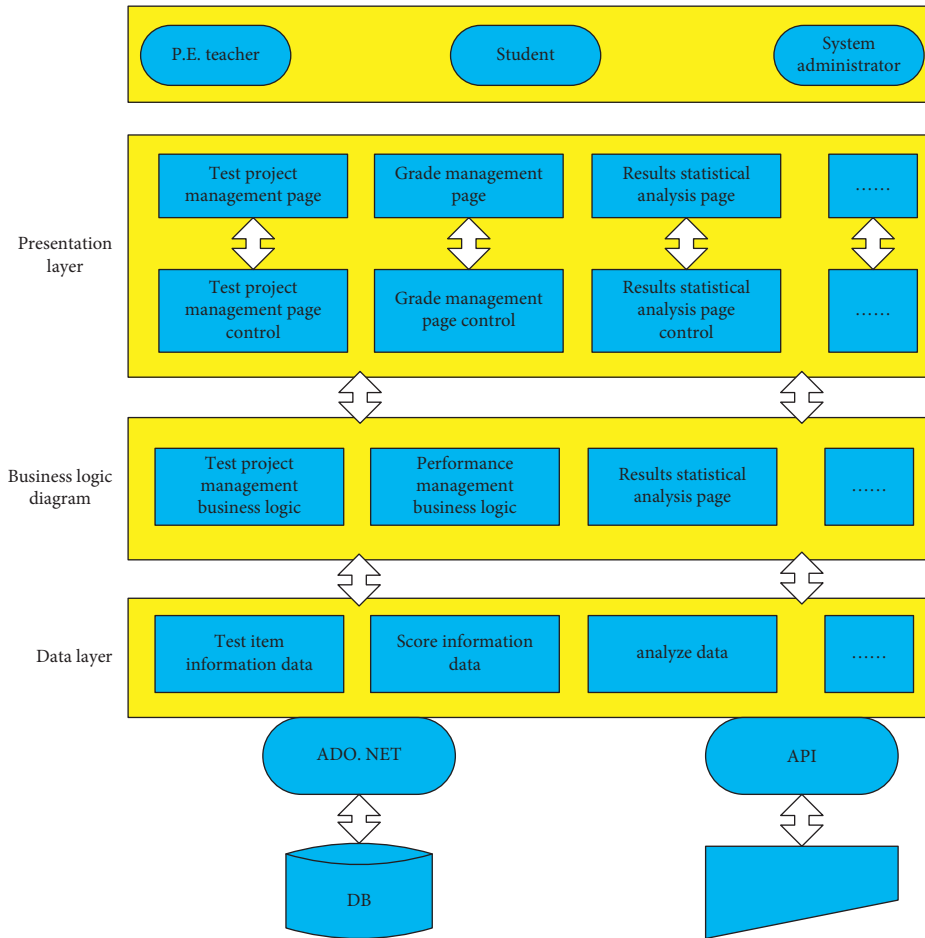 P.E. teacher
Student
System
administrator
Presentation
layer
Test project
management page
Grade management
page
Results statistical
analysis page
……
Test project
management page
control
Grade management
page control
Results statistical
analysis page control
……
Business logic
diagram
Test project
management
business logic
Performance
management
business logic
Results statistical
analysis page
……
Data layer
Test item
information data
Score information
data
analyze data
……
ADO. NET
API
DB